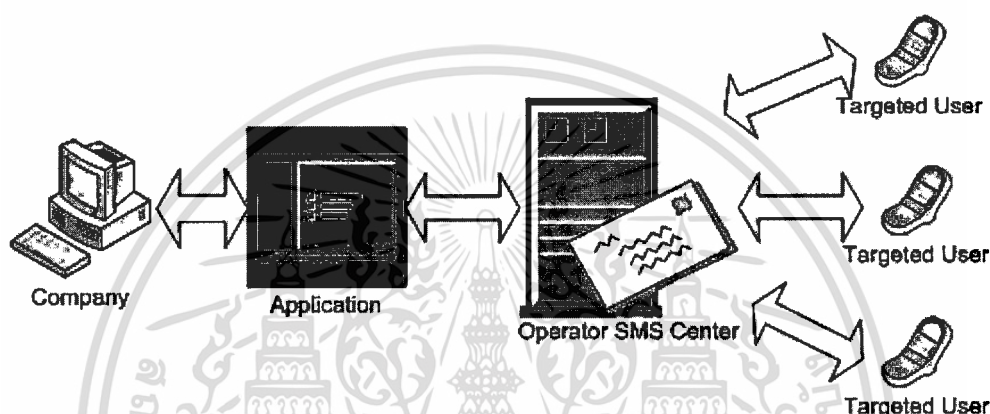 Targeted User
Targeted User
Company
Application
Operator SMS Center
Targeted User